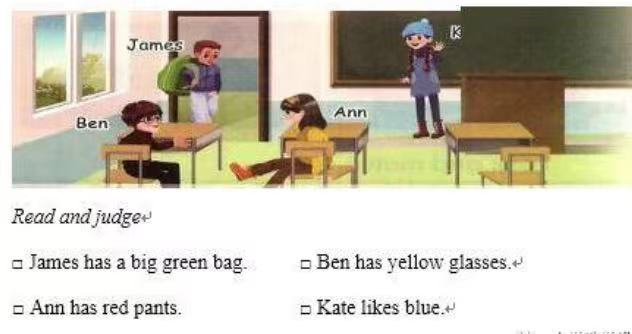 James
K
Ben
Ann
Read and judge↵
□ James has a big green bag. □ Ben has yellow glasses.↵
□ Ann has red pants. □ Kate likes blue.↵